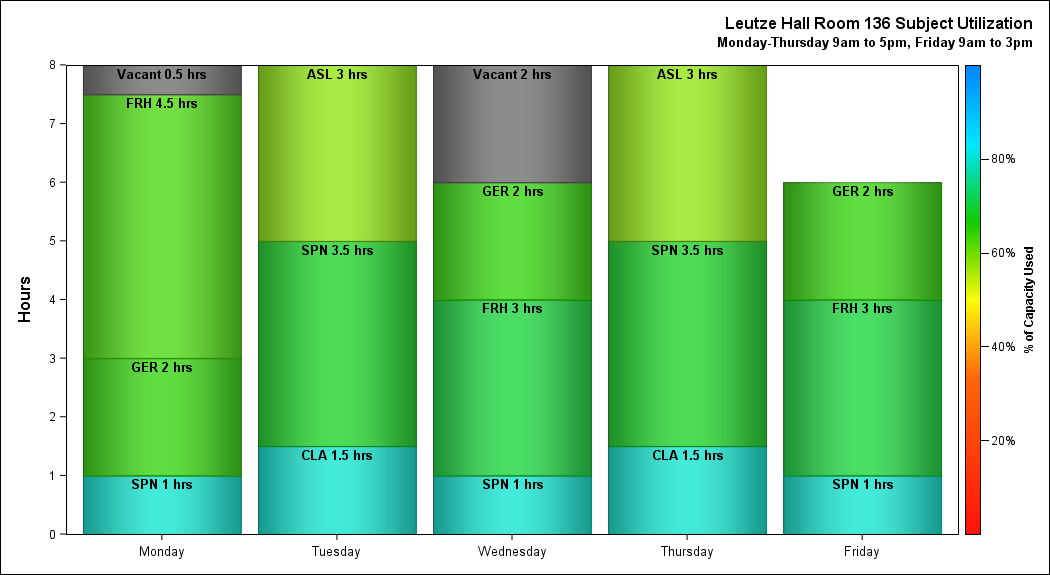 Leutze Hall Room 136 Subject Utilization
Monday-Thursday 9am to 5pm, Friday 9am to 3pm
Hours
8
7
6
5
4
3
2
1
0
Vacant 0.5 hrs
FRH 4.5 hrs
GER 2 hrs
SPN 1 hrs
ASL 3 hrs
SPN 3.5 hrs
CLA 1.5 hrs
Vacant 2 hrs
GER 2 hrs
FRH 3 hrs
SPN 1 hrs
ASL 3 hrs
SPN 3.5 hrs
CLA 1.5 hrs
GER 2 hrs
FRH 3 hrs
SPN 1 hrs
Monday
Tuesday
Wednesday
Thursday
Friday
80%
60%
40%
20%
% of Capacity Used